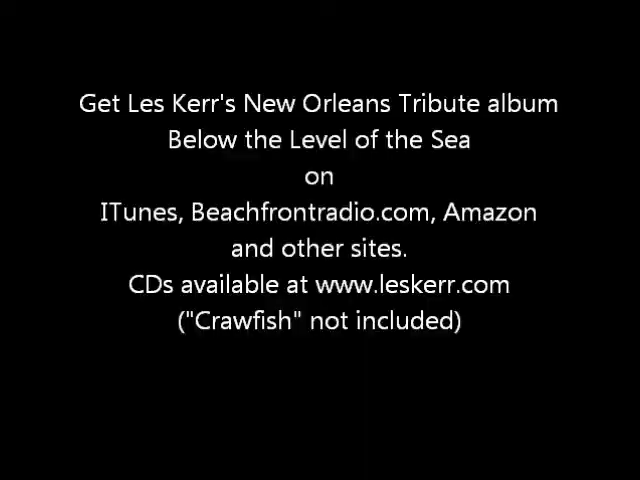 Get Les Kerr's New Orleans Tribute album
Below the Level of the Sea
on
ITunes, Beachfrontradio.com, Amazon
and other sites.
CDs available at www.leskerr.com
("Crawfish" not included)